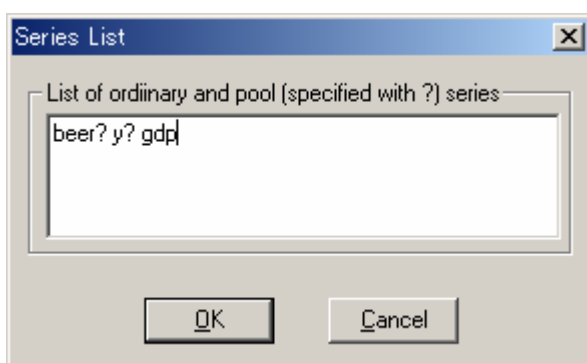 Series List
List of ordiinary and pool (specified with ?) series
beer? y? gdp
OK
Cancel